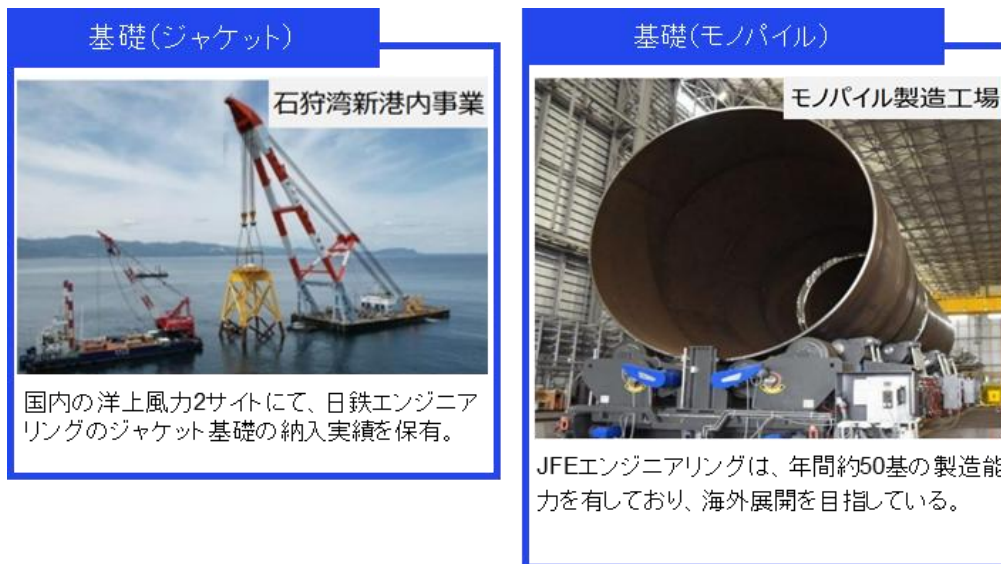 基礎(ジャケット)
石狩湾新港内事業
国内の洋上風力2サイトにて、日鉄エンジニア
リングのジャケット基礎の納入実績を保有。
基礎(モノパイル)
モノパイル製造工場
JFEエンジニアリングは、年間約50基の製造能
力を有しており、海外展開を目指している。